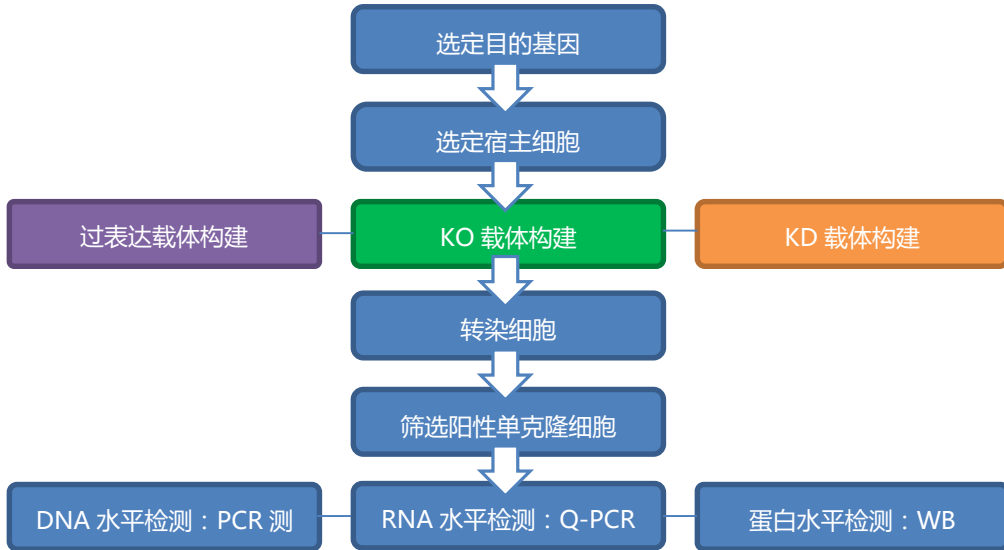 选定目的基因
选定宿主细胞
过表达载体构建
KO 载体构建
KD 载体构建
转染细胞
筛选阳性单克隆细胞
DNA 水平检测：PCR 测
RNA 水平检测：Q-PCR
蛋白水平检测：WB